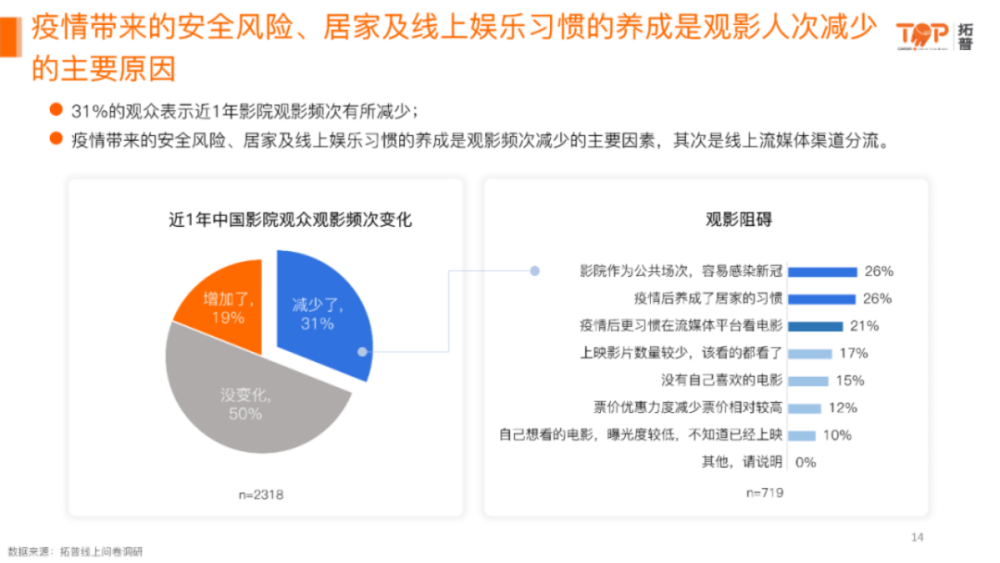 疫情带来的安全风险、居家及线上娱乐习惯的养成是观影人次减少
的主要原因
TOP
拓普
31%的观众表示近1年影院观影频次有所减少；
疫情带来的安全风险、居家及线上娱乐习惯的养成是观影频次减少的主要因素，其次是线上流媒体渠道分流。
近1年中国影院观众观影频次变化
增加了，
19%
减少了，
31%
没变化，
50%
n=2318
观影阻碍
影院作为公共场次，容易感染新冠 26%
疫情后养成了居家的习惯 26%
疫情后更习惯在流媒体平台看电影 21%
上映影片数量较少，该看的都看了 17%
没有自己喜欢的电影 15%
票价优惠力度减少票价相对较高 12%
自己想看的电影，曝光度较低，不知道已经上映 10%
其他，请说明 0%
n=719
14
数据来源：拓普线上问卷调研